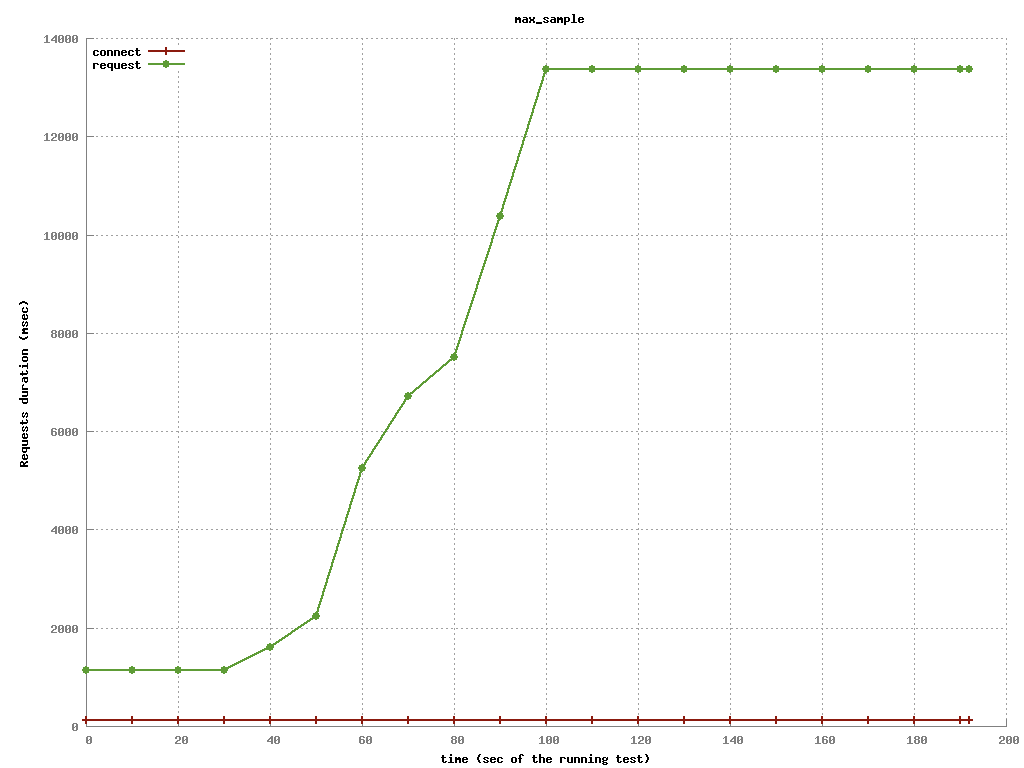 max_sample
connect
request
14000
12000
10000
8000
6000
4000
2000
0
Requests duration (msec)
0 20 40 60 80 100 120 140 160 180 200
time (sec of the running test)